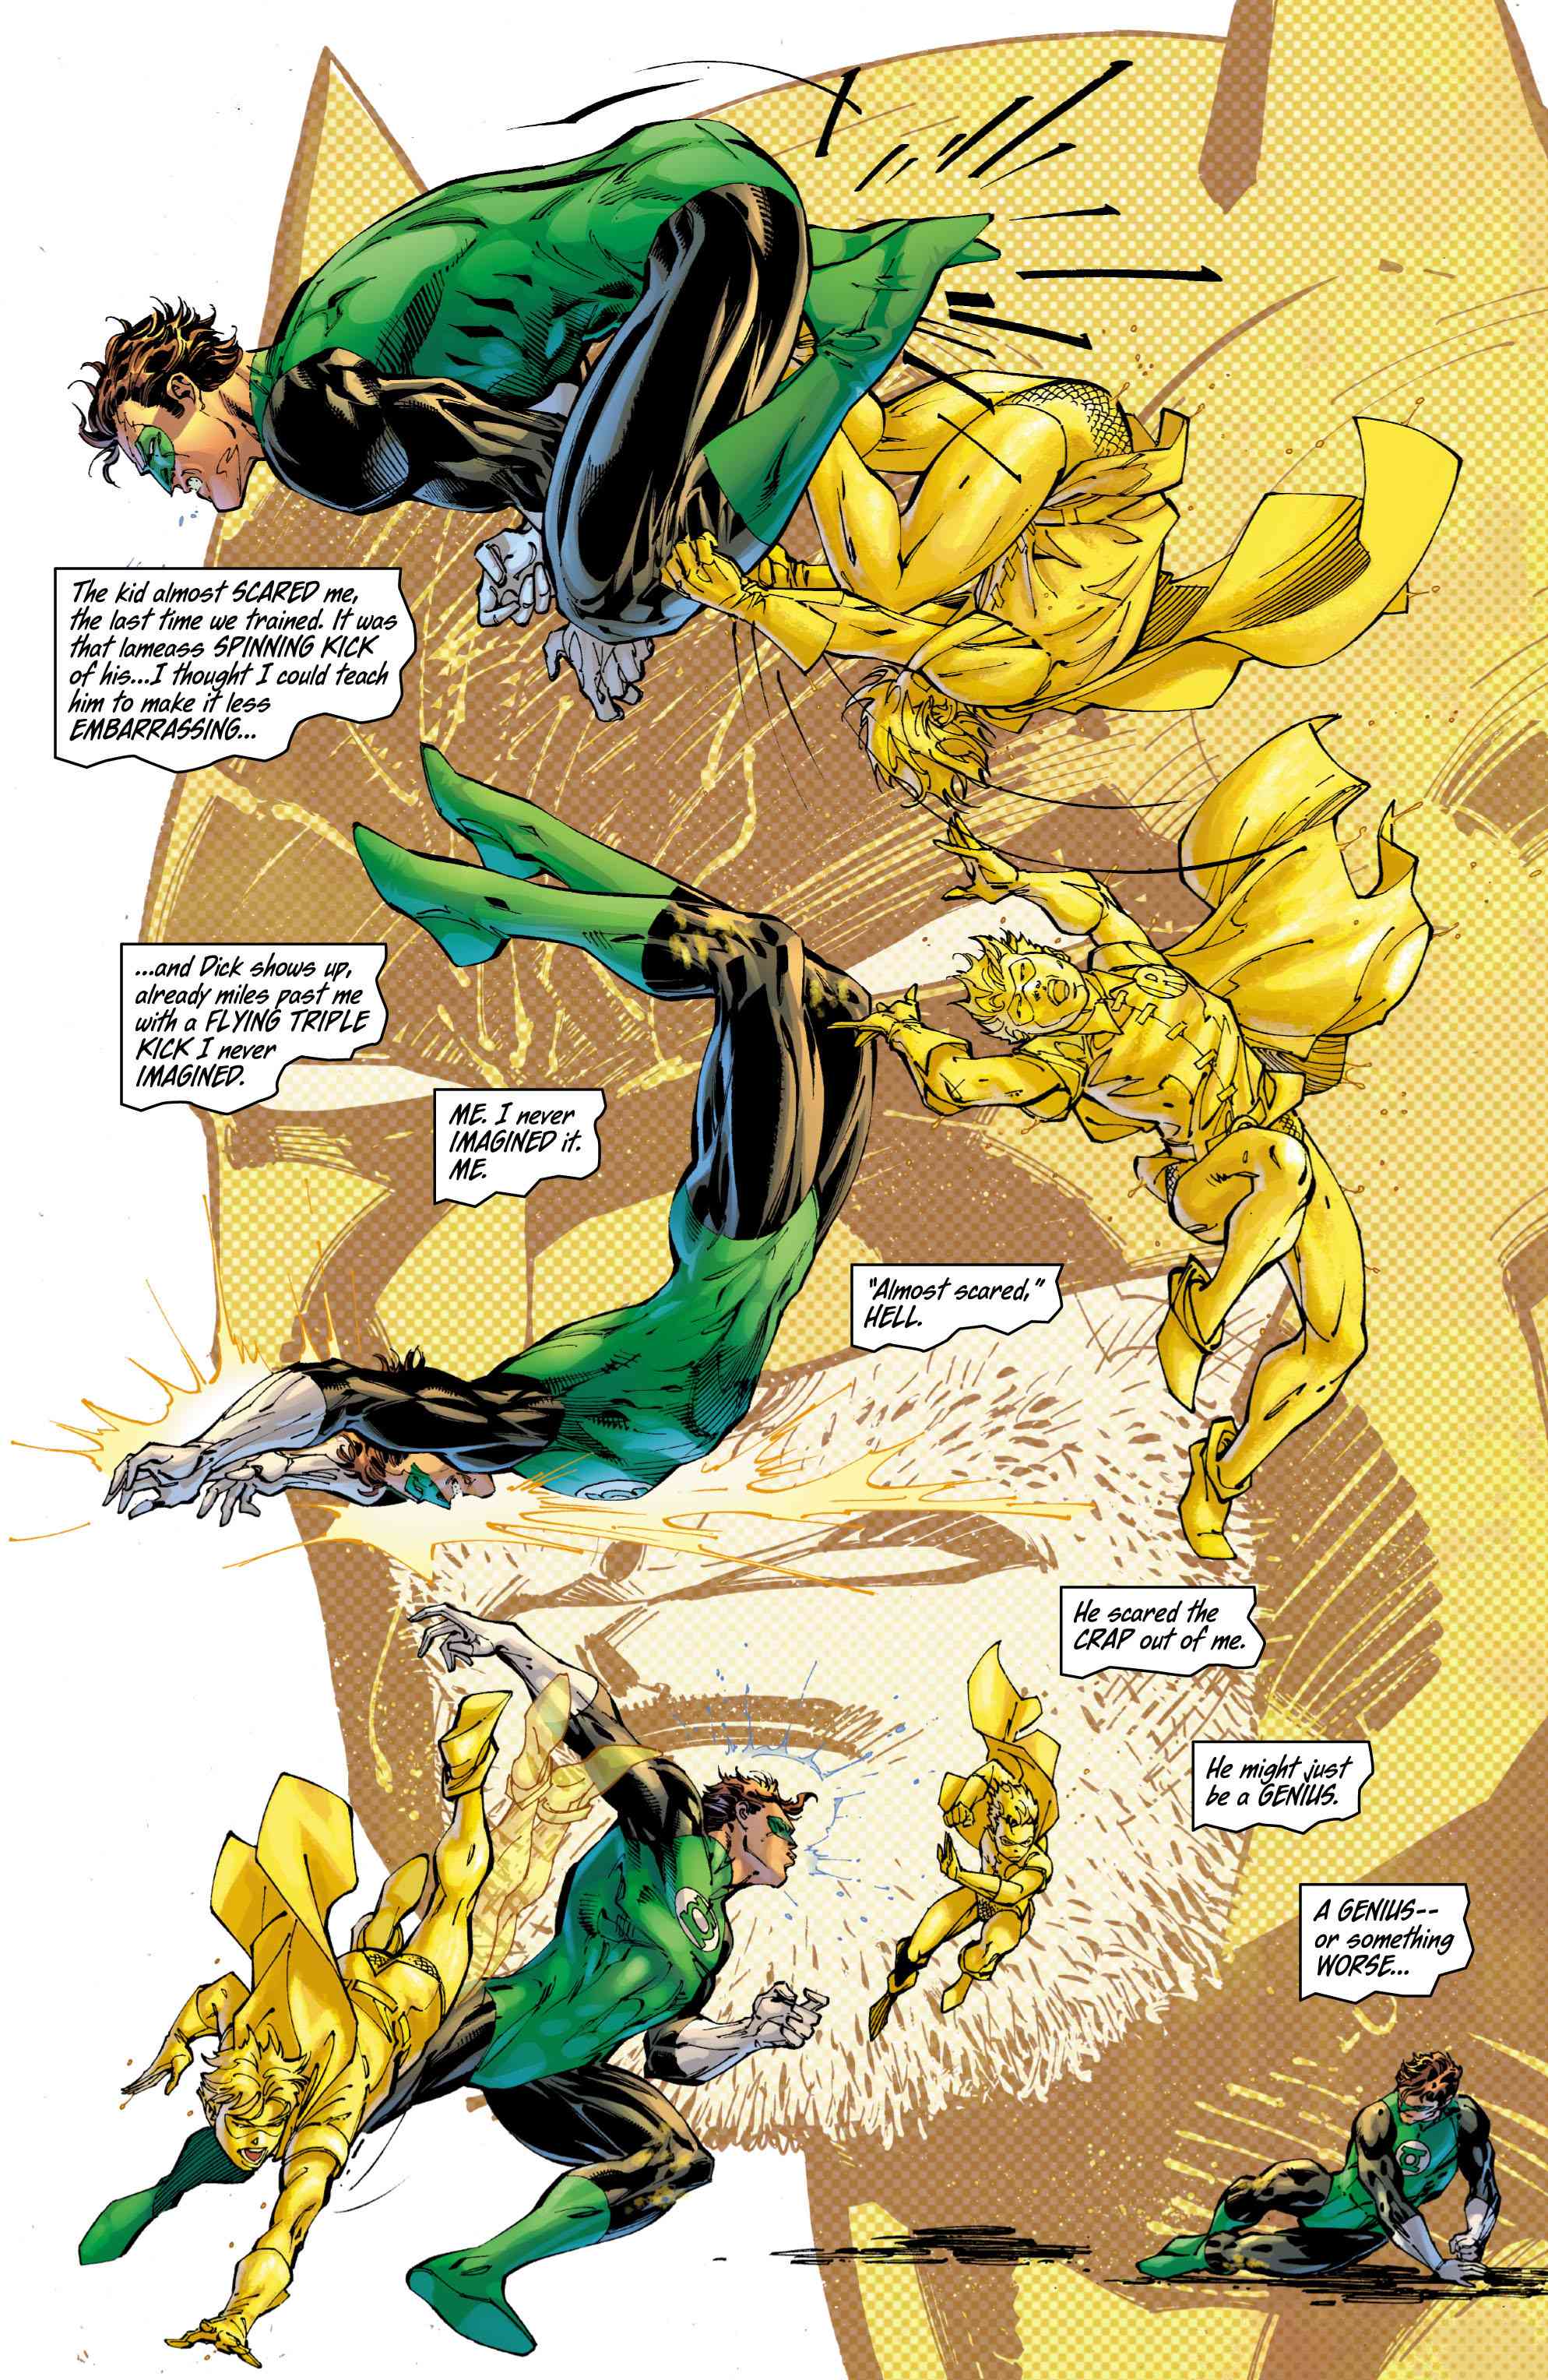 The kid almost SCARED me,
the last time we trained. It was
that lameass SPINNING KICK
of his...I thought I could teach
him to make it less
EMBARRASSING...
...and Dick shows up,
already miles past me
with a FLYING TRIPLE
KICK I never
IMAGINED.
ME. I never
IMAGINED it.
ME.
"Almost scared,"
HELL.
He scared the
CRAP out of me.
He might just
be a GENIUS.
A GENIUS--
or something
WORSE...
R